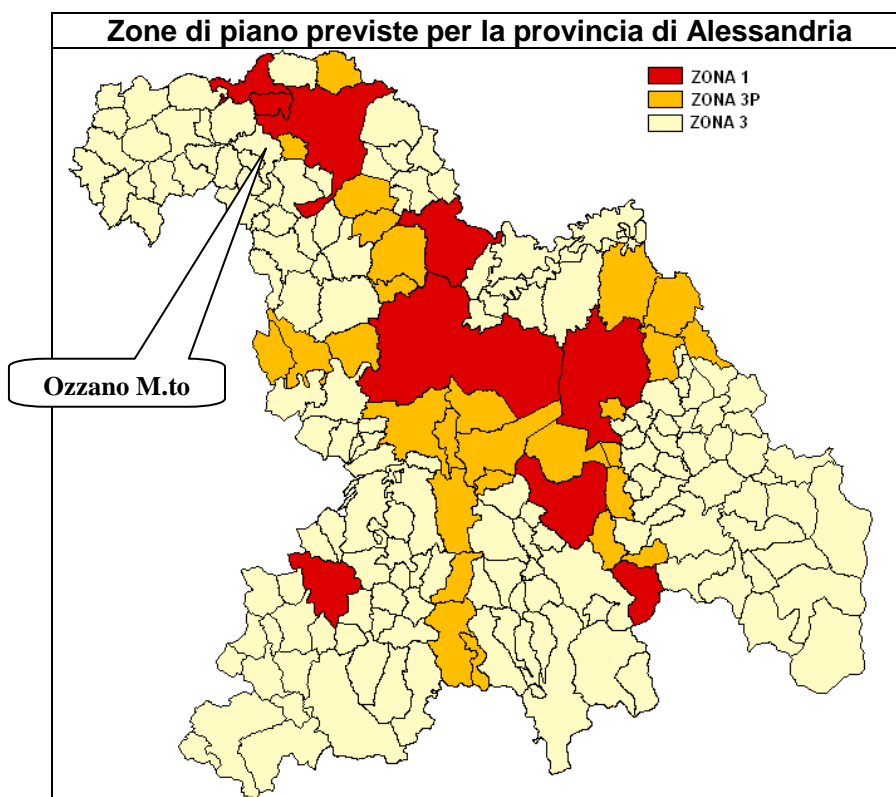 Zone di piano previste per la provincia di Alessandria
ZONA 1
ZONA 3P
ZONA 3
Ozzano M.to